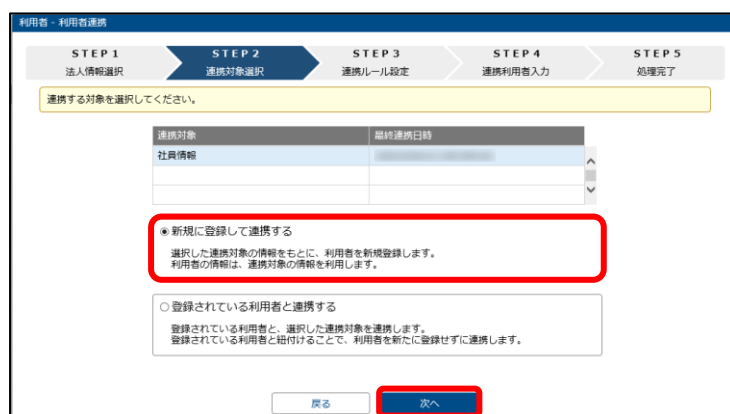 利用者 - 利用者連携
STEP1
STEP2
STEP3
STEP4
STEP5
法人情報選択
連携対象選択
連携ルール設定
連携利用者入力
処理完了
連携する対象を選択してください。
連携対象
最終連携日時
社員情報
新規に登録して連携する
選択した連携対象の情報をもとに、利用者を新規登録します。
利用者の情報は、連携対象の情報を利用します。
登録されている利用者と連携する
登録されている利用者と、選択した連携対象を連携します。
登録されている利用者と紐付けることで、利用者を新たに登録せずに連携します。
戻る
次へ